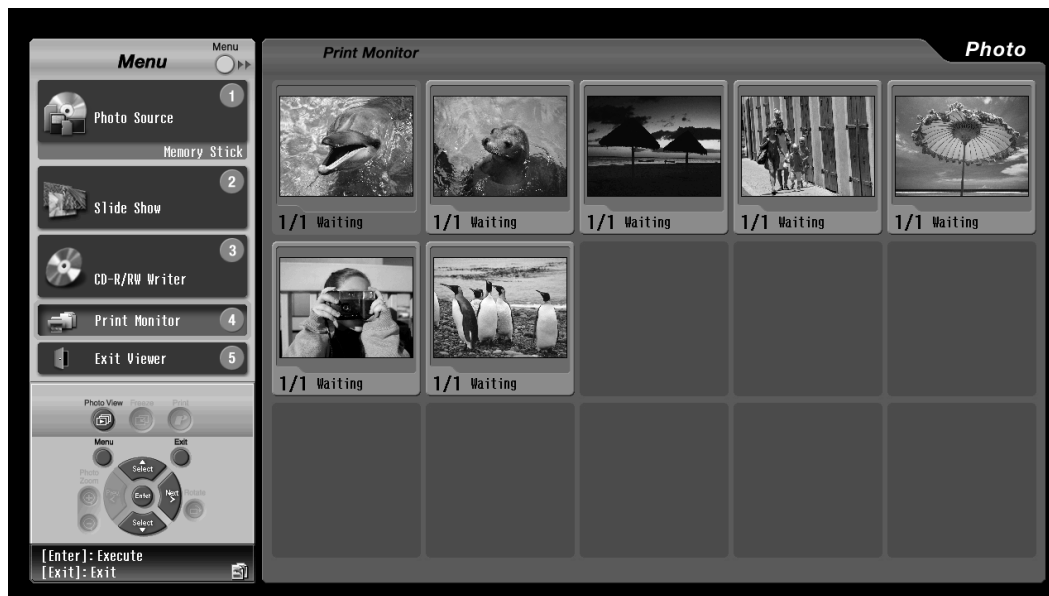 Menu
Menu
Print Monitor
Photo
1
Photo Source
Memory Stick
2
Slide Show
3
CD-R/RW Writer
Print Monitor 4
Exit Viewer 5
1/1 Waiting
1/1 Waiting
1/1 Waiting
1/1 Waiting
1/1 Waiting
1/1 Waiting
1/1 Waiting
Photo View Freeze Print
Menu Exit
Photo
Zoom
Select
Prev Enter Next Rotate
Select
[Enter]: Execute
[Exit]: Exit